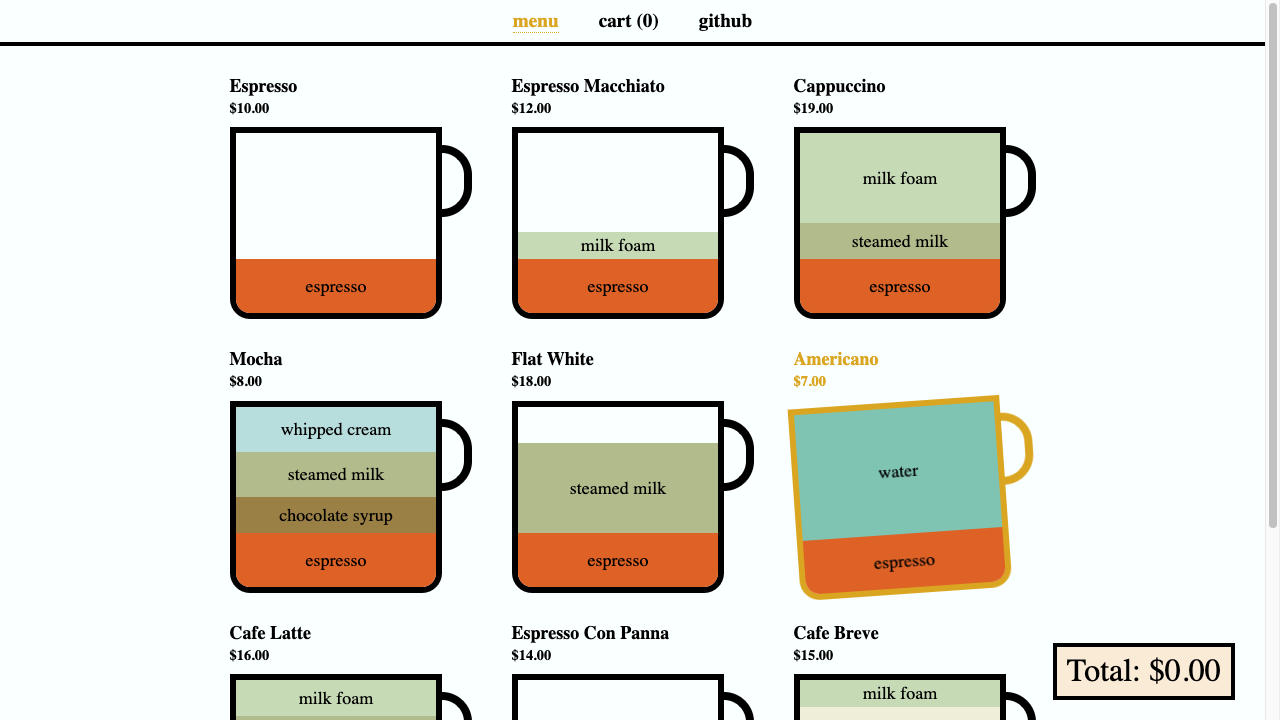 menu cart (0) github
Espresso
$10.00
espresso
Espresso Macchiato
$12.00
milk foam
espresso
Cappuccino
$19.00
milk foam
steamed milk
espresso
Mocha
$8.00
whipped cream
steamed milk
chocolate syrup
espresso
Flat White
$18.00
steamed milk
espresso
Americano
$7.00
water
espresso
Cafe Latte
$16.00
milk foam
Espresso Con Panna
$14.00
Cafe Breve
$15.00
milk foam
Total: $0.00